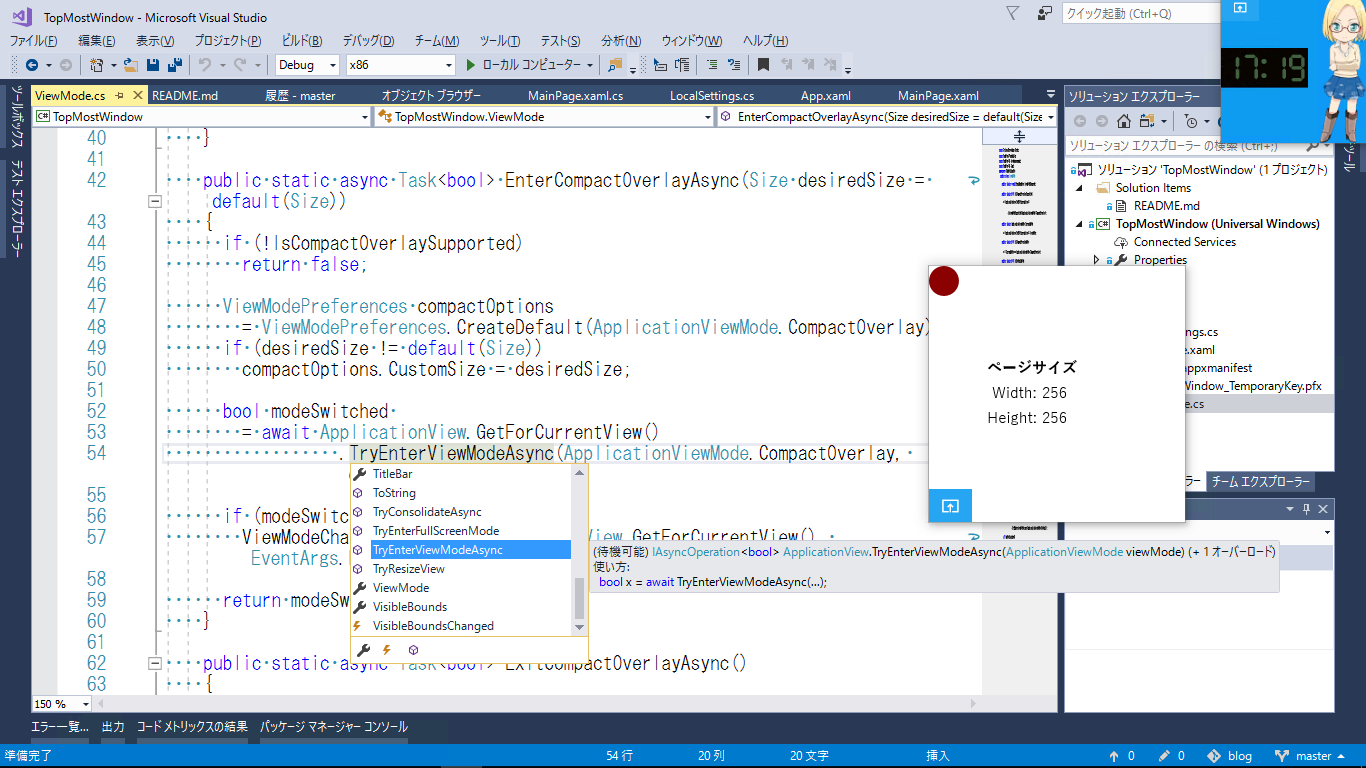 TopMostWindow - Microsoft Visual Studio
クイック起動 (Ctrl+Q)
17:19
ファイル(F) 編集(E) 表示(V) プロジェクト(P) ビルド(B) デバッグ(D) チーム(M) ツール(T) テスト(S) 分析(N) ウィンドウ(W) ヘルプ(H)
Debug x86 ローカル コンピューター
ツールボックス
テスト エクスプローラー
ViewMode.cs README.md 履歴 - master オブジェクト ブラウザー MainPage.xaml.cs LocalSettings.cs App.xaml MainPage.xaml
TopMostWindow TopMostWindow.ViewMode EnterCompactOverlayAsync(Size desiredSize = default(Size
40 }
41
42 public static async Task<bool> EnterCompactOverlayAsync(Size desiredSize =
default(Size))
43 {
44 if (!IsCompactOverlaySupported)
45 return false;
46
47 ViewModePreferences compactOptions
48 = ViewModePreferences.CreateDefault(ApplicationViewMode.CompactOverlay)
49 if (desiredSize != default(Size))
50 compactOptions.CustomSize = desiredSize;
51
52 bool modeSwitched
53 = await ApplicationView.GetForCurrentView()
54 .TryEnterViewModeAsync(ApplicationViewMode.CompactOverlay,
55
56 if (modeSwitc
57 ViewModeCha View.GetForCurrentView(),
EventArgs.
58
59 return modeSw
60 }
61
62 public static async Task<bool> ExitCompactOverlayAsync()
63 {
TitleBar
ToString
TryConsolidateAsync
TryEnterFullScreenMode
TryEnterViewModeAsync
TryResizeView
ViewMode
VisibleBounds
VisibleBoundsChanged
(待機可能) IAsyncOperation<bool> ApplicationView.TryEnterViewModeAsync(ApplicationViewMode viewMode) (+ 1 オーバーロード)
使い方:
bool x = await TryEnterViewModeAsync(...);
ページサイズ
Width: 256
Height: 256
ソリューション エクスプローラー
ソリューション エクスプローラー の検索 (Ctrl+;)
ソリューション 'TopMostWindow' (1 プロジェクト)
Solution Items
README.md
TopMostWindow (Universal Windows)
Connected Services
Properties
ngs.cs
e.xaml
appxmanifest
Window_TemporaryKey.pfx
e.cs
ラー チーム エクスプローラー
ツール
150 %
エラー一覧... 出力 コード メトリックスの結果 パッケージ マネージャー コンソール
準備完了 54 行 20 列 20 文字 挿入 0 0 blog master